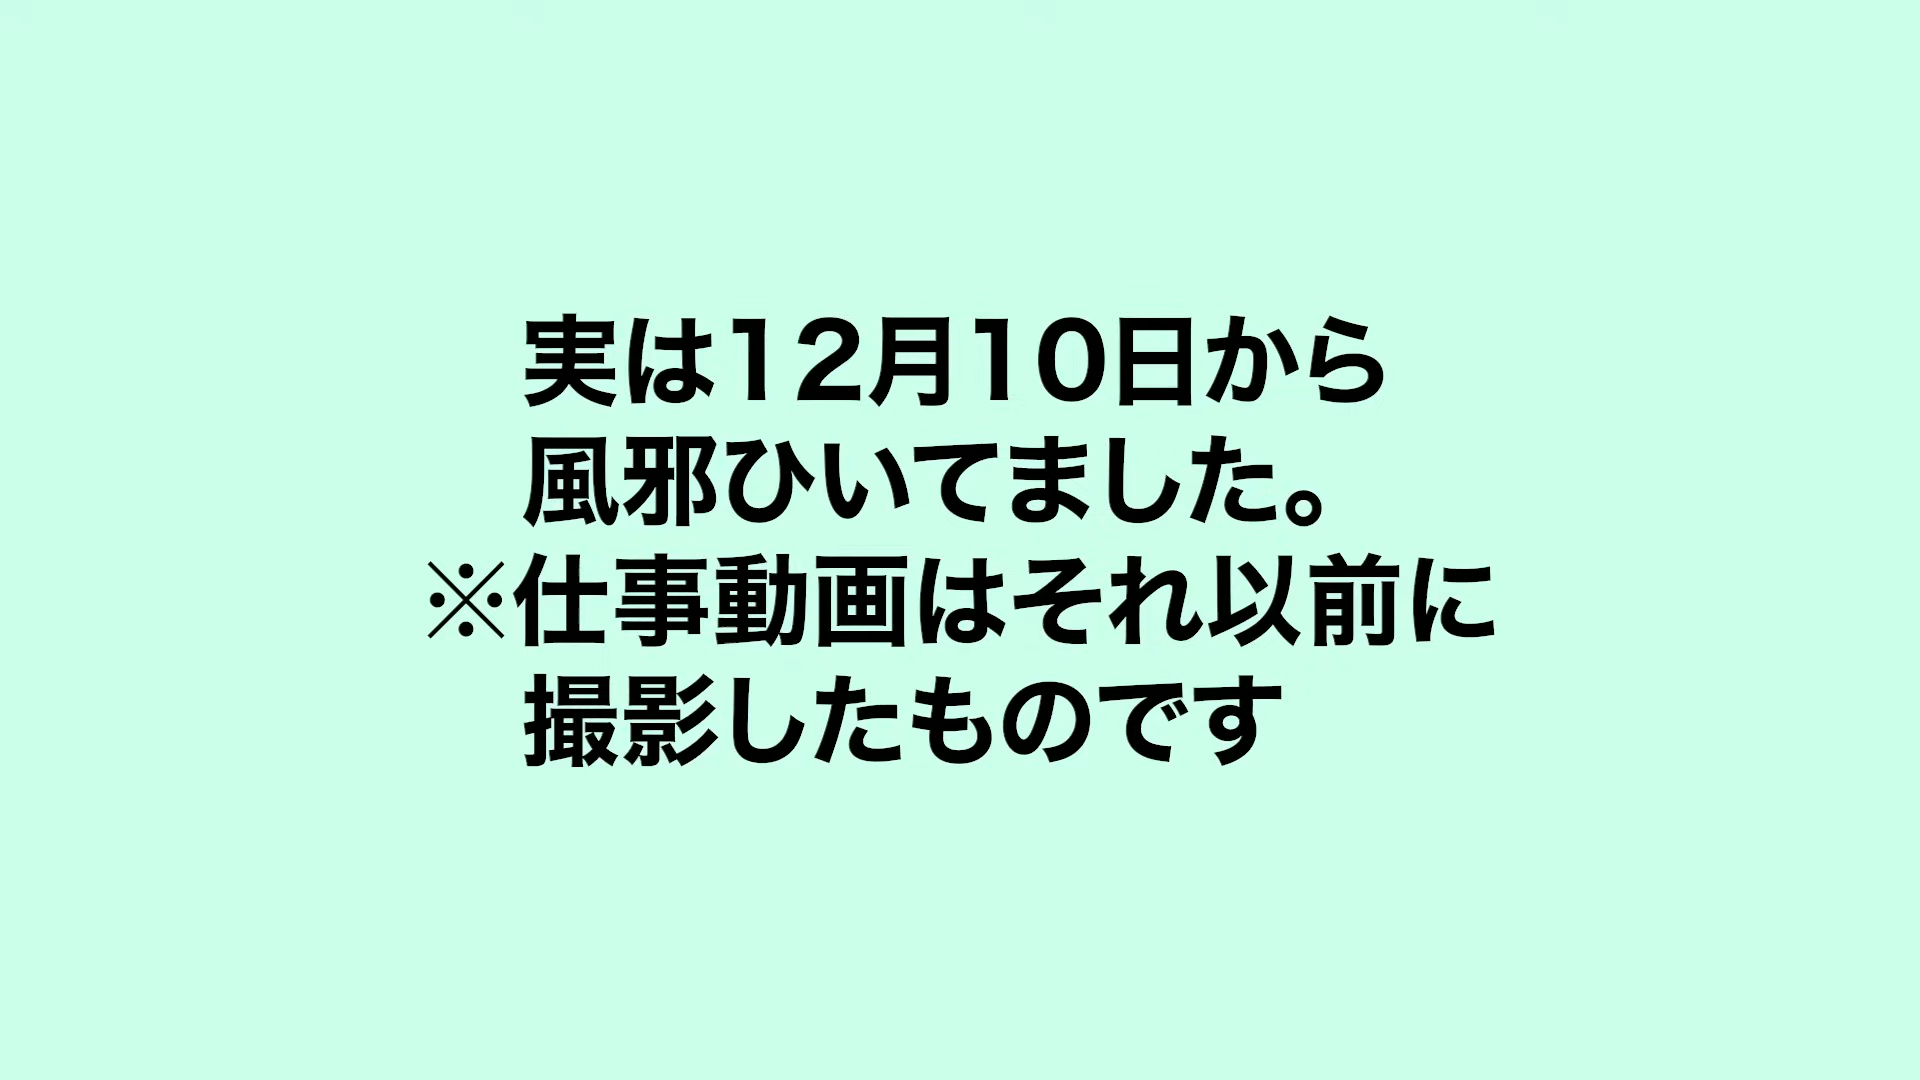 実は12月10日から
風邪ひいてました。
※仕事動画はそれ以前に
撮影したものです